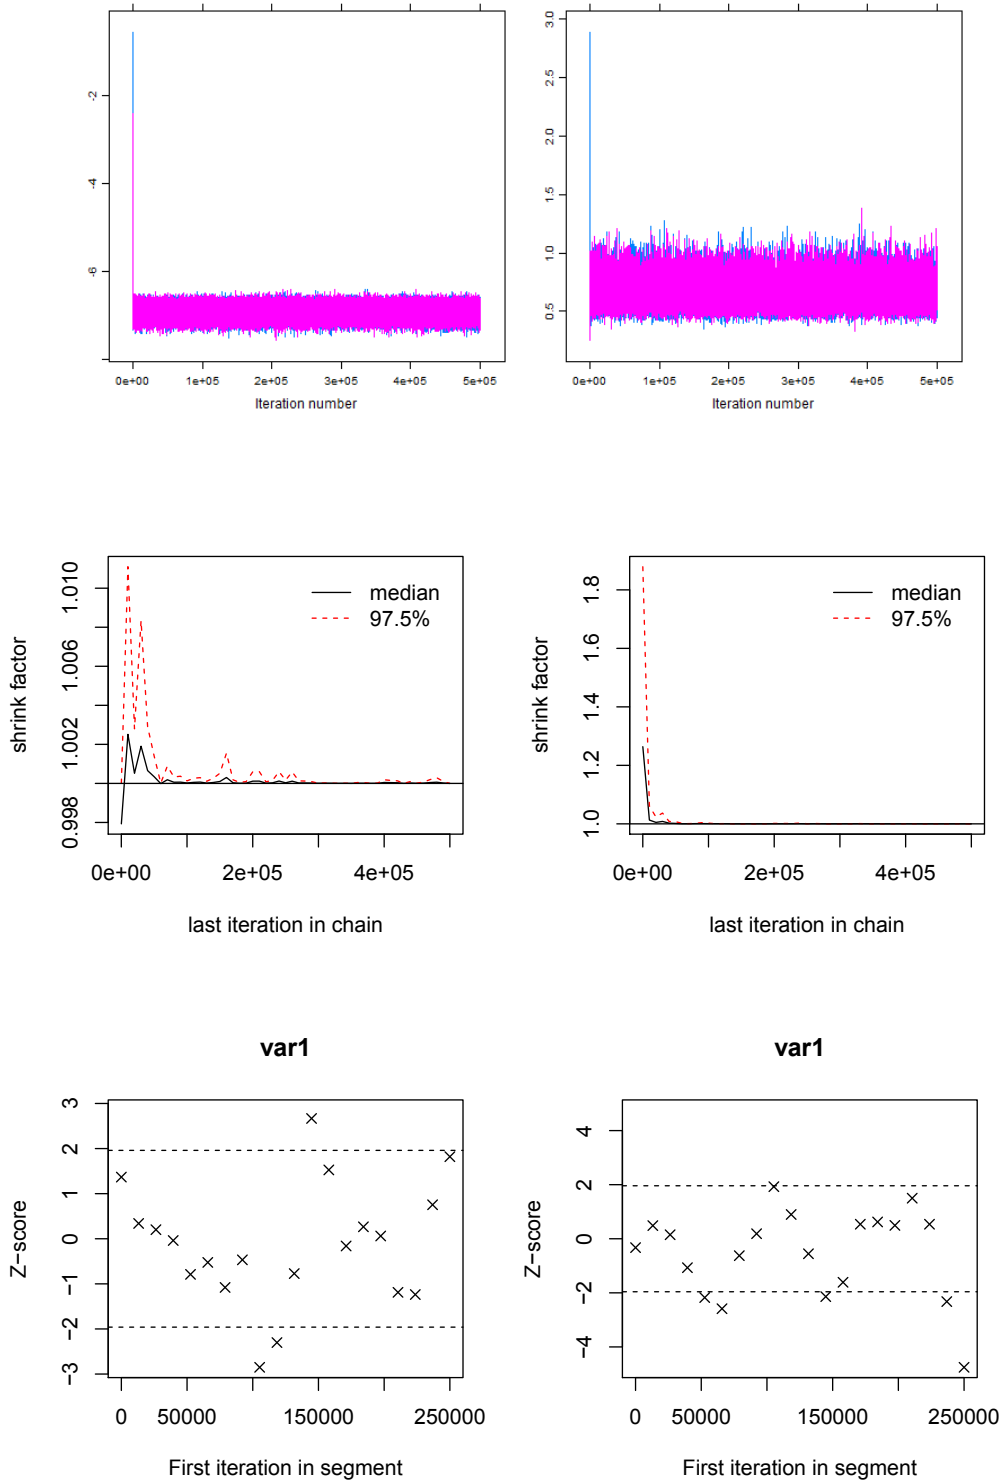 -2
-4
-6
0e+00 1e+05 2e+05 3e+05 4e+05 5e+05
Iteration number
3.0
2.5
2.0
1.5
1.0
0.5
0e+00 1e+05 2e+05 3e+05 4e+05 5e+05
Iteration number
shrink factor
1.010
1.006
1.002
0.998
median
97.5%
0e+00 2e+05 4e+05
last iteration in chain
shrink factor
1.8
1.6
1.4
1.2
1.0
median
97.5%
0e+00 2e+05 4e+05
last iteration in chain
var1
Z−score
3
2
1
0
−1
−2
−3
0 50000 150000 250000
First iteration in segment
var1
Z−score
4
2
0
−2
−4
0 50000 150000 250000
First iteration in segment